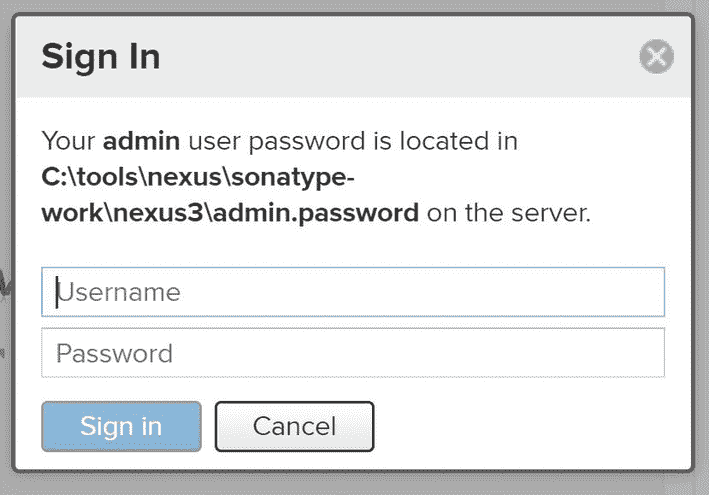 Sign In
Your admin user password is located in
C:\tools\nexus\sonatype-
work\nexus3\admin.password on the server.
Username
Password
Sign in
Cancel